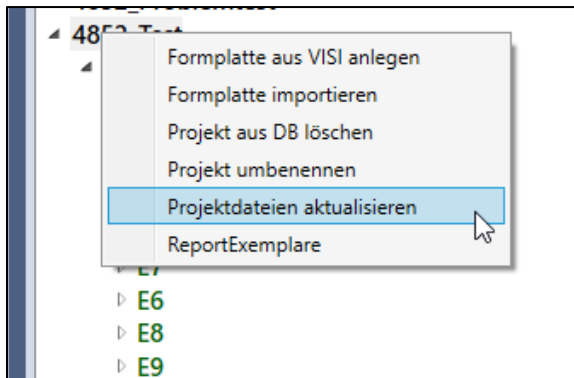 Formplatte aus VISI anlegen
Formplatte importieren
Projekt aus DB löschen
Projekt umbenennen
Projektdateien aktualisieren
ReportExemplare
E7
E6
E8
E9